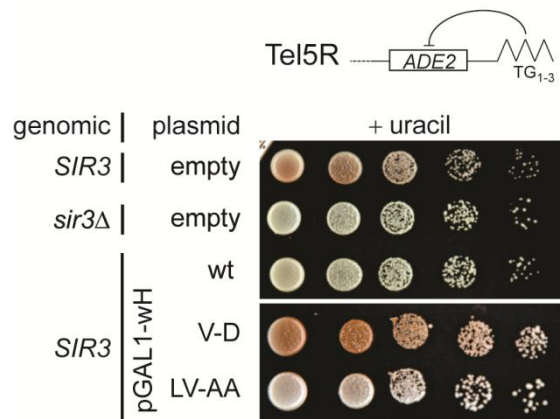 Tel5R ADE2 TG1-3
genomic plasmid + uracil
SIR3 empty
sir3Δ empty
SIR3 pGAL1-wH wt
V-D
LV-AA